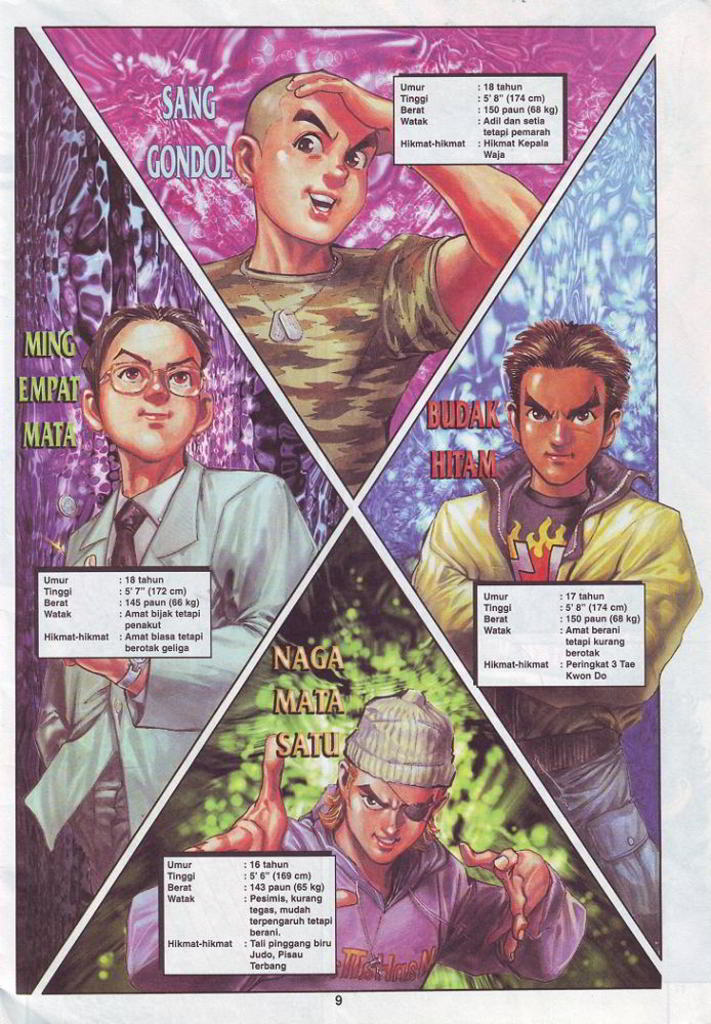 SANG
GONDOL
Umur : 18 tahun
Tinggi : 5' 8" (174 cm)
Berat : 150 paun (68 kg)
Watak : Adil dan setia
tetapi pemarah
Hikmat-hikmat : Hikmat Kepala
Waja
MING
EMPAT
MATA
Umur : 18 tahun
Tinggi : 5' 7" (172 cm)
Berat : 145 paun (66 kg)
Watak : Amat bijak tetapi
penakut
Hikmat-hikmat : Amat biasa tetapi
berotak geliga
BUDAK
HITAM
Umur : 17 tahun
Tinggi : 5' 8" (174 cm)
Berat : 150 paun (68 kg)
Watak : Amat berani
tetapi kurang
berotak
Hikmat-hikmat : Peringkat 3 Tae
Kwon Do
NAGA
MATA
SATU
Umur : 16 tahun
Tinggi : 5' 6" (169 cm)
Berat : 143 paun (65 kg)
Watak : Pesimis, kurang
tegas, mudah
terpengaruh tetapi
berani.
Hikmat-hikmat : Tali pinggang biru
Judo, Pisau
Terbang
9